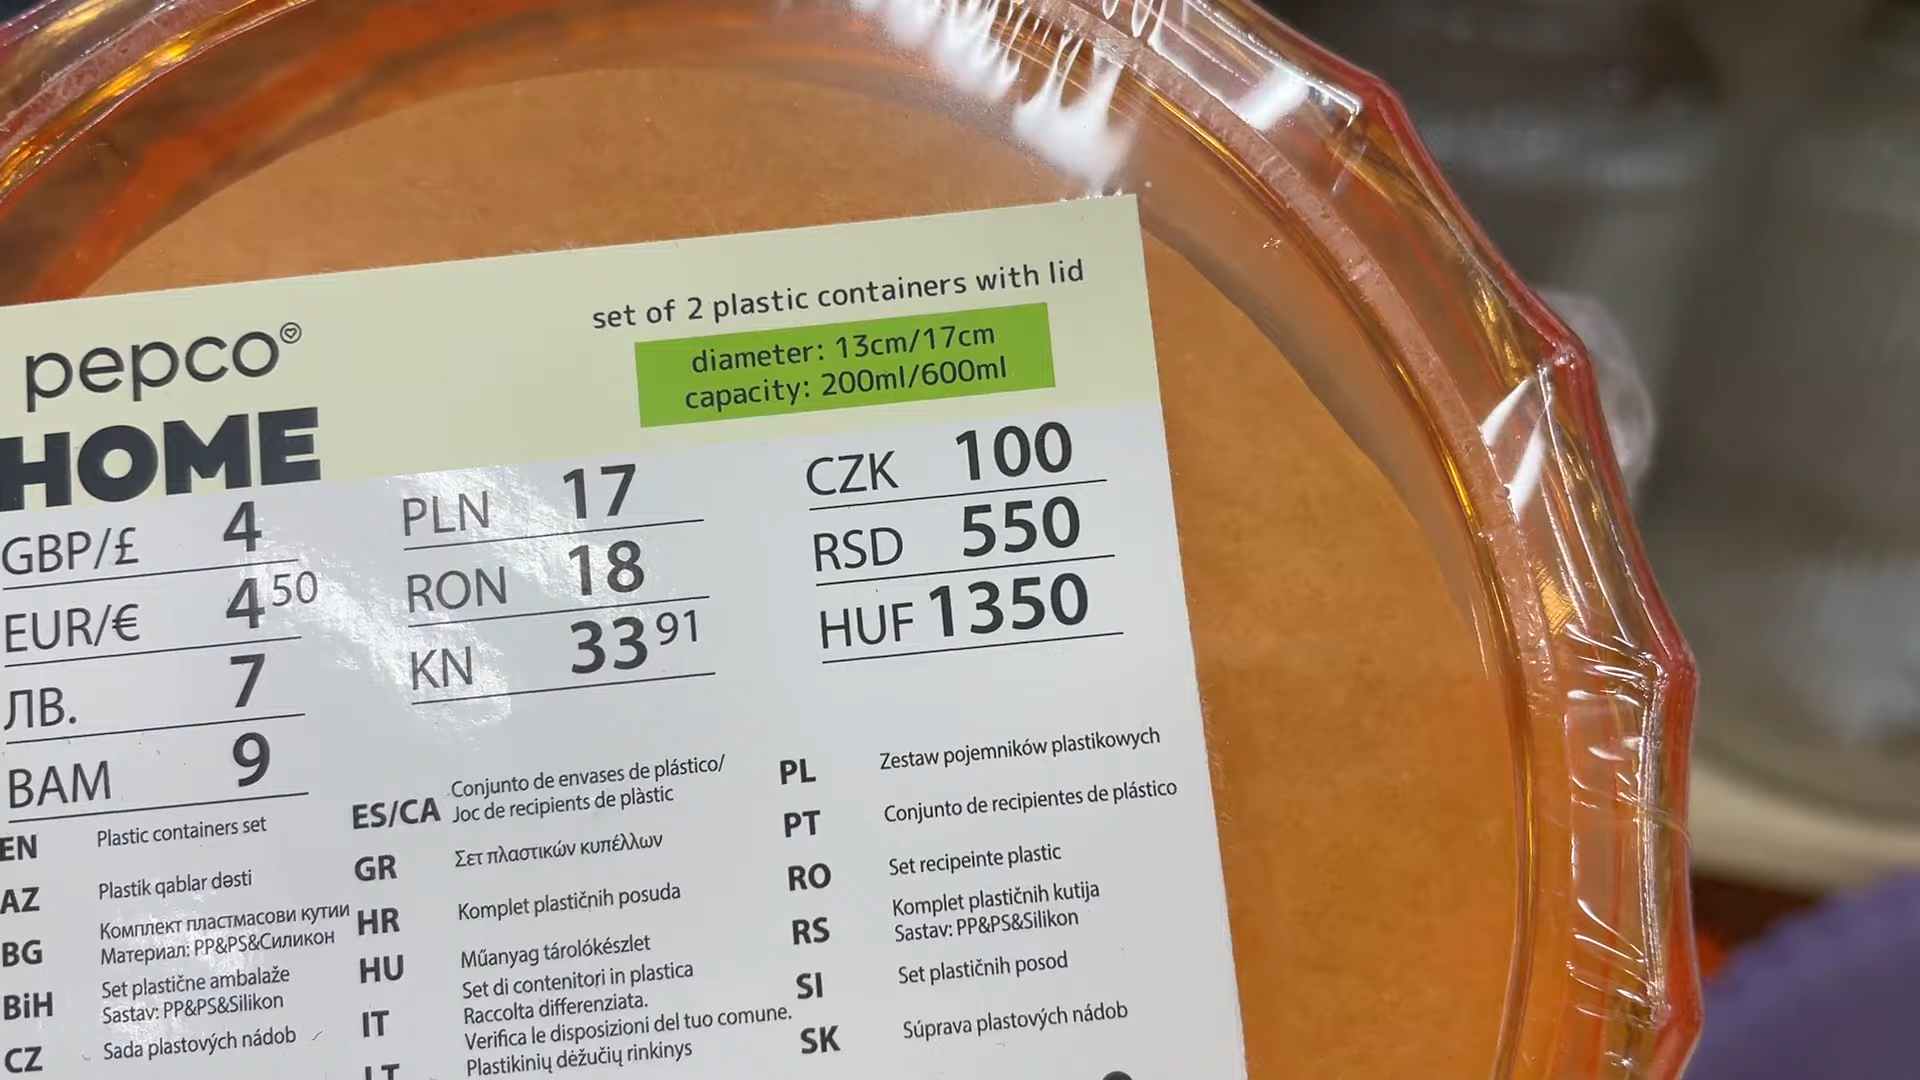 set of 2 plastic containers with lid
diameter: 13cm/17cm
capacity: 200ml/600ml
pepco
HOME
GBP/£ 4
EUR/€ 4 50
ЛВ. 7
BAM 9
PLN 17
RON 18
KN 33 91
CZK 100
RSD 550
HUF 1350
EN Plastic containers set
AZ Plastik qablar dəsti
BG Комплект пластмасови кутии
Материал: PP&PS&Силикон
BiH Set plastične ambalaže
Sastav: PP&PS&Silikon
CZ Sada plastových nádob
ES/CA Conjunto de envases de plástico/
Joc de recipients de plàstic
GR Σετ πλαστικών κυπέλλων
HR Komplet plastičnih posuda
HU Műanyag tárolókészlet
IT Set di contenitori in plastica
Raccolta differenziata.
Verifica le disposizioni del tuo comune.
LT Plastikinių dėžučių rinkinys
PL Zestaw pojemników plastikowych
PT Conjunto de recipientes de plástico
RO Set recipeinte plastic
RS Komplet plastičnih kutija
Sastav: PP&PS&Silikon
SI Set plastičnih posod
SK Súprava plastových nádob